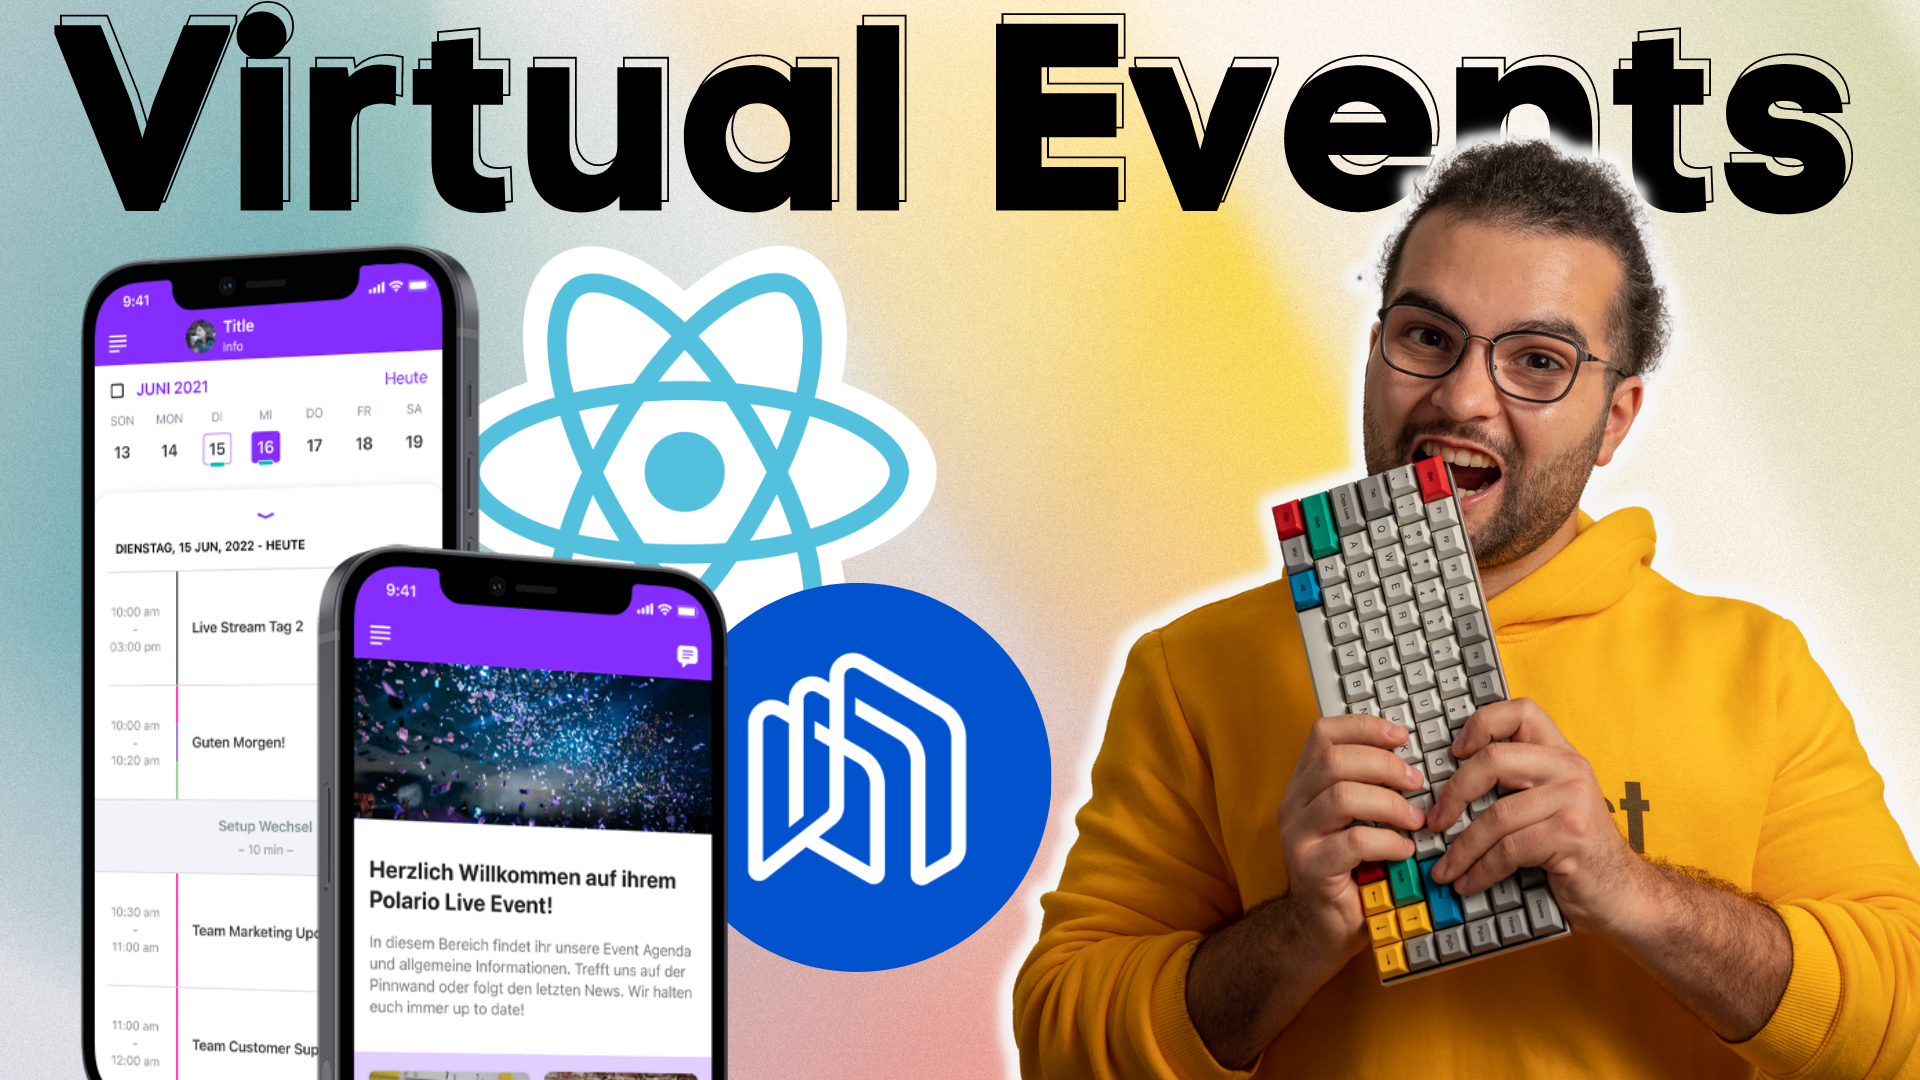 Virtual Events
9:41
Title
Info
JUNI 2021
Heute
SON MON DI MI DO FR SA
13 14 15 16 17 18 19
DIENSTAG, 15 JUN, 2022 - HEUTE
10:00 am
-
03:00 pm
Live Stream Tag 2
10:00 am
-
10:20 am
Guten Morgen!
Setup Wechsel
– 10 min –
10:30 am
-
11:00 am
Team Marketing Upd
11:00 am
-
12:00 am
Team Customer Sup
9:41
Herzlich Willkommen auf ihrem
Polario Live Event!
In diesem Bereich findet ihr unsere Event Agenda
und allgemeine Informationen. Trefft uns auf der
Pinnwand oder folgt den letzten News. Wir halten
euch immer up to date!